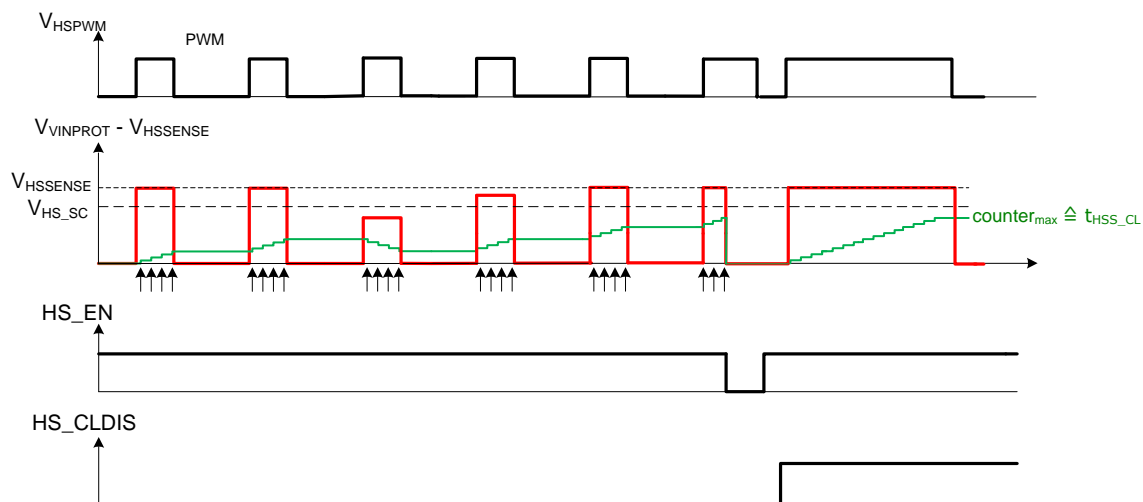 VHSPWM
PWM
VVINPROT - VHSSENSE
VHSSENSE
VHS_SC
countermax ≙ tHSS_CL
HS_EN
HS_CLDIS